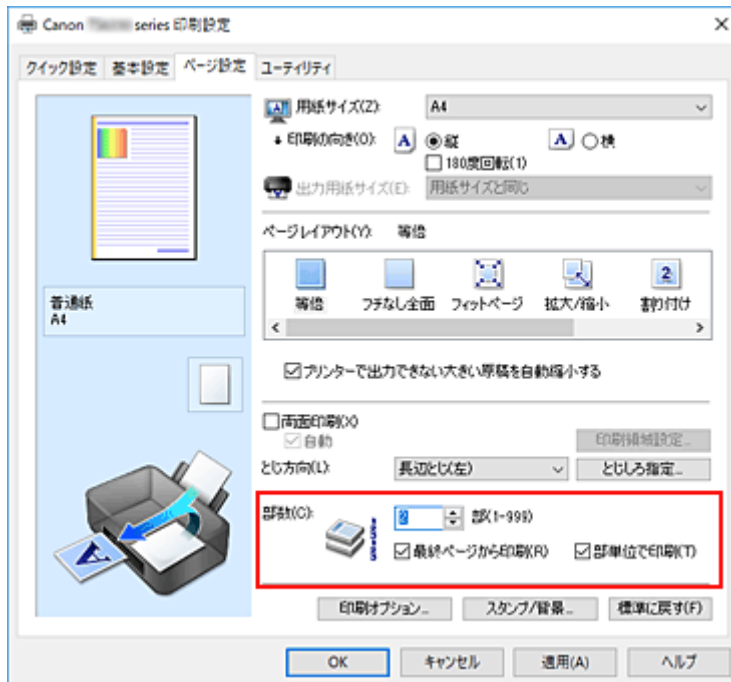 Canon series 印刷設定
クイック設定 基本設定 ページ設定 ユーティリティ
用紙サイズ(Z): A4
印刷の向き(O): A 縦 A 横
180度回転(1)
出力用紙サイズ(E): 用紙サイズと同じ
ページレイアウト(Y): 等倍
等倍 フチなし全面 フィットページ 拡大/縮小 割り付け
普通紙
A4
プリンターで出力できない大きい原稿を自動縮小する
両面印刷(X)
自動 印刷領域設定...
とじ方向(L): 長辺とじ(左) とじしろ指定...
部数(C): 部(1-999)
最終ページから印刷(R) 部単位で印刷(T)
印刷オプション... スタンプ/背景... 標準に戻す(F)
OK キャンセル 適用(A) ヘルプ